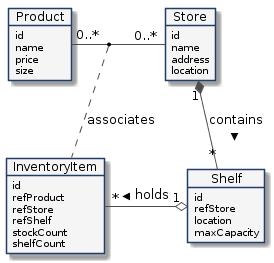 Product
id
name
price
size
0..*
0..*
Store
id
name
address
location
1
contains
▼
associates
*
InventoryItem
id
refProduct
refStore
refShelf
stockCount
shelfCount
* ◀ holds 1
Shelf
id
refStore
location
maxCapacity